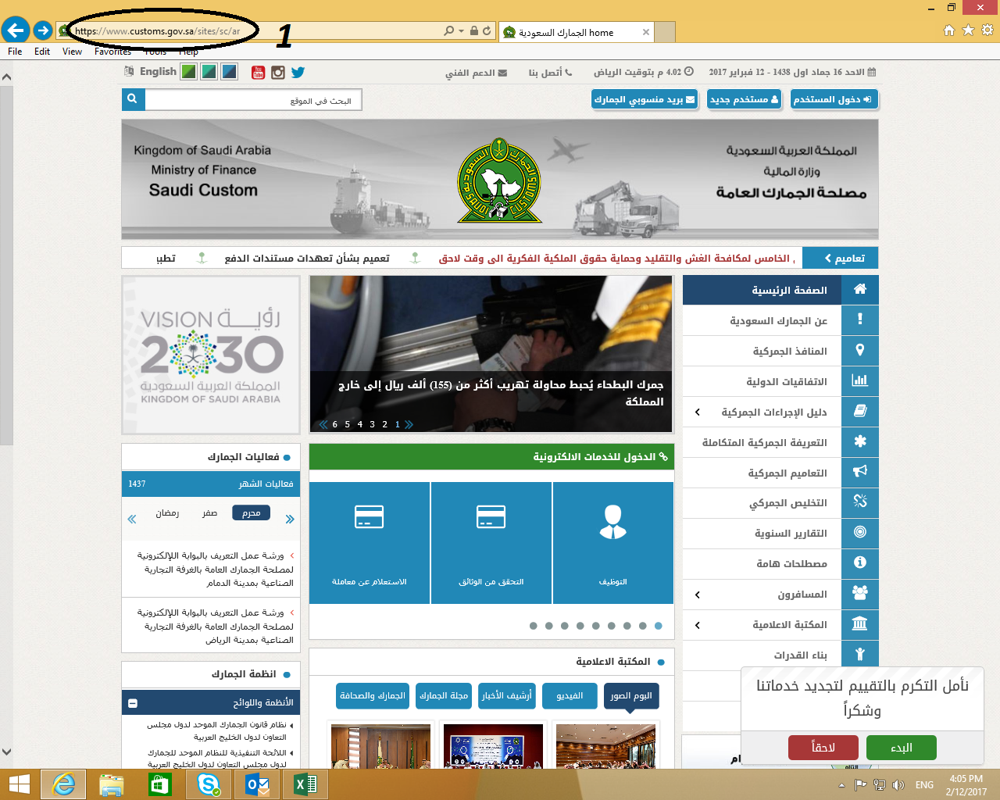 https://www.customs.gov.sa/sites/sc/ar
1
الجمارك السعودية home
File Edit View Favorites Tools Help
English
الاحد 16 جماد اول 1438 - 12 فبراير 2017
4.02 م بتوقيت الرياض
أتصل بنا
الدعم الفني
دخول المستخدم
مستخدم جديد
بريد منسوبي الجمارك
البحث في الموقع
Kingdom of Saudi Arabia
Ministry of Finance
Saudi Custom
المملكة العربية السعودية
وزارة المالية
مصلحة الجمارك العامة
الجمارك السعودية
SAUDI CUSTOMS
تعاميم
الخامس لمكافحة الغش والتقليد وحماية حقوق الملكية الفكرية الى وقت لاحق
تعميم بشأن تعهدات مستندات الدفع
الصفحة الرئيسية
عن الجمارك السعودية
المنافذ الجمركية
الاتفاقيات الدولية
دليل الإجراءات الجمركية
التعريفة الجمركية المتكاملة
التعاميم الجمركية
التخليص الجمركي
التقارير السنوية
مصطلحات هامة
المسافرون
المكتبة الاعلامية
بناء القدرات
جمرك البطحاء يُحبط محاولة تهريب أكثر من (155) ألف ريال إلى خارج
المملكة
1 2 3 4 5 6
الدخول للخدمات الالكترونية
التوظيف
التحقق من الوثائق
الاستعلام عن معاملة
المكتبة الاعلامية
البوم الصور
الفيديو
أرشيف الأخبار
مجلة الجمارك
الجمارك والصحافة
VISION رؤية
2030
المملكة العربية السعودية
KINGDOM OF SAUDI ARABIA
فعاليات الجمارك
فعاليات الشهر 1437
محرم صفر رمضان
ورشة عمل التعريف بالبوابة الالإلكترونية
لمصلحة الجمارك العامة بالغرفة التجارية
الصناعية بمدينة الدمام
ورشة عمل التعريف بالبوابة الالإلكترونية
لمصلحة الجمارك العامة بالغرفة التجارية
الصناعية بمدينة الرياض
انظمة الجمارك
الأنظمة واللوائح
نظام قانون الجمارك الموحد لدول مجلس
التعاون لدول الخليج العربية
اللائحة التنفيذية للنظام الموحد للجمارك
لدول مجلس التعاون لدول الخليج العربية
نأمل التكرم بالتقييم لتجديد خدماتنا
وشكراً
البدء
لاحقاً
ENG
4:05 PM
2/12/2017